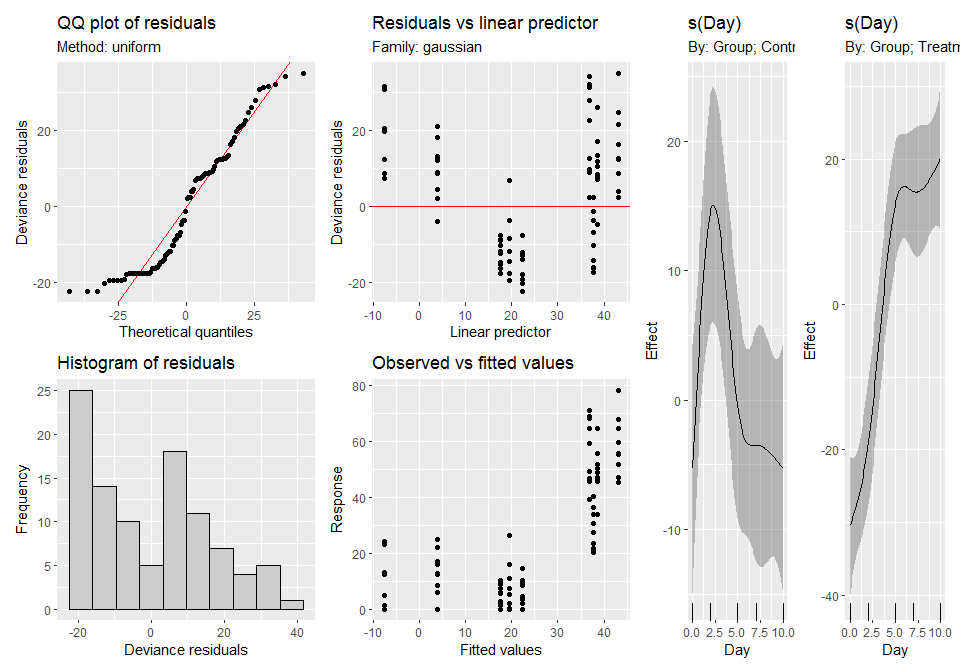 QQ plot of residuals
Method: uniform
Deviance residuals
20
0
-20
-25
0
25
Theoretical quantiles
Residuals vs linear predictor
Family: gaussian
Deviance residuals
20
0
-20
-10
0
10
20
30
40
Linear predictor
Histogram of residuals
Frequency
25
20
15
10
5
0
-20
0
20
40
Deviance residuals
Observed vs fitted values
Response
80
60
40
20
0
-10
0
10
20
30
40
Fitted values
s(Day)
By: Group; Contr
Effect
20
10
0
-10
0.0
2.5
5.0
7.5
10.0
Day
s(Day)
By: Group; Treatm
Effect
20
0
-20
-40
0.0
2.5
5.0
7.5
10.0
Day